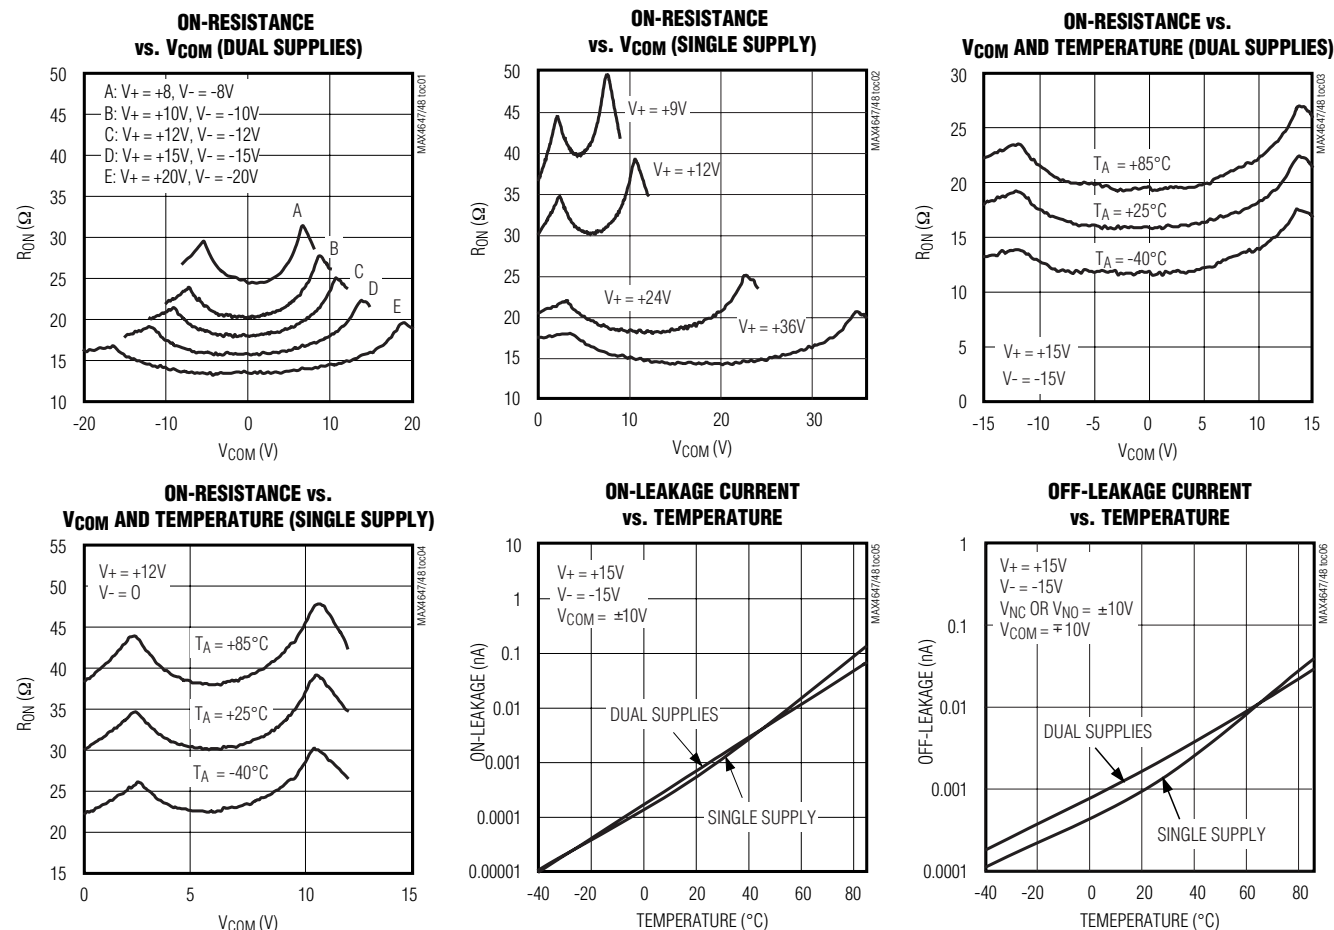 ON-RESISTANCE
vs. VCOM (DUAL SUPPLIES)
50
45
40
35
30
25
20
15
10
RON (Ω)
A: V+ = +8, V- = -8V
B: V+ = +10V, V- = -10V
C: V+ = +12V, V- = -12V
D: V+ = +15V, V- = -15V
E: V+ = +20V, V- = -20V
A
B
C
D
E
-20 -10 0 10 20
VCOM (V)
MAX4647/48 toc01
ON-RESISTANCE
vs. VCOM (SINGLE SUPPLY)
50
45
40
35
30
25
20
15
10
RON (Ω)
V+ = +9V
V+ = +12V
V+ = +24V
V+ = +36V
0 10 20 30
VCOM (V)
MAX4647/48 toc02
ON-RESISTANCE vs.
VCOM AND TEMPERATURE (DUAL SUPPLIES)
30
25
20
15
10
5
0
RON (Ω)
TA = +85°C
TA = +25°C
TA = -40°C
V+ = +15V
V- = -15V
-15 -10 -5 0 5 10 15
VCOM (V)
MAX4647/48 toc03
ON-RESISTANCE vs.
VCOM AND TEMPERATURE (SINGLE SUPPLY)
55
50
45
40
35
30
25
20
15
RON (Ω)
V+ = +12V
V- = 0
TA = +85°C
TA = +25°C
TA = -40°C
0 5 10 15
VCOM (V)
MAX4647/48 toc04
ON-LEAKAGE CURRENT
vs. TEMPERATURE
10
1
0.1
0.01
0.001
0.0001
0.00001
ON-LEAKAGE (nA)
V+ = +15V
V- = -15V
VCOM = ±10V
DUAL SUPPLIES
SINGLE SUPPLY
-40 -20 0 20 40 60 80
TEMPERATURE (°C)
MAX4647/48 toc05
OFF-LEAKAGE CURRENT
vs. TEMPERATURE
1
0.1
0.01
0.001
0.0001
OFF-LEAKAGE (nA)
V+ = +15V
V- = -15V
VNC OR VNO = ±10V
VCOM = ∓10V
DUAL SUPPLIES
SINGLE SUPPLY
-40 -20 0 20 40 60 80
TEMEPERATURE (°C)
MAX4647/48 toc06